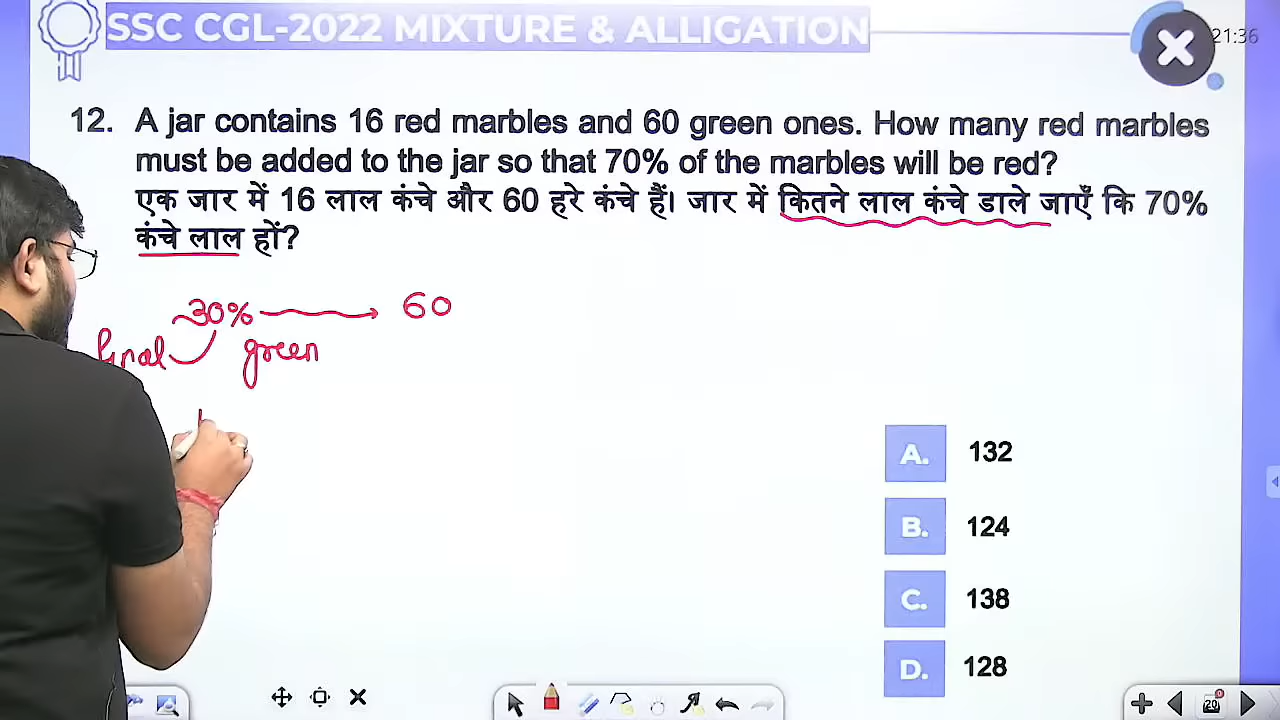 SSC CGL-2022 MIXTURE & ALLIGATION
21:36
12. A jar contains 16 red marbles and 60 green ones. How many red marbles
must be added to the jar so that 70% of the marbles will be red?
एक जार में 16 लाल कंचे और 60 हरे कंचे हैं। जार में कितने लाल कंचे डाले जाएँ कि 70%
कंचे लाल हों?
30% 60
final green
A. 132
B. 124
C. 138
D. 128
20